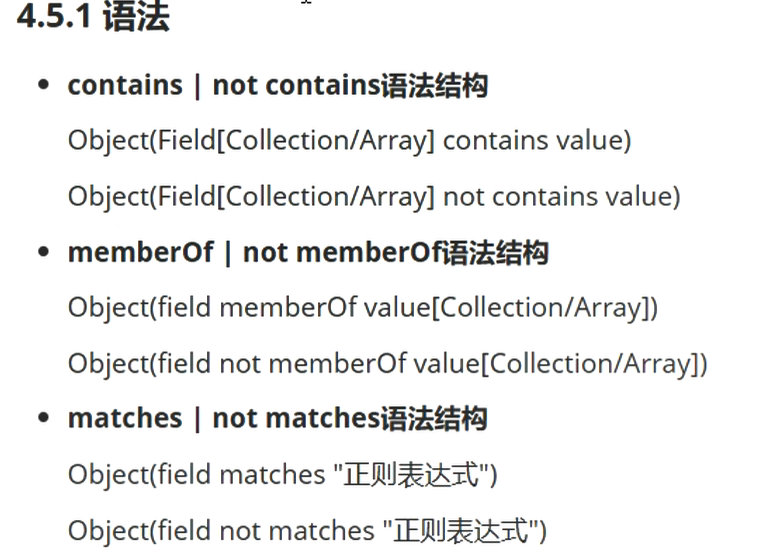 4.5.1 语法
contains | not contains语法结构
Object(Field[Collection/Array] contains value)
Object(Field[Collection/Array] not contains value)
memberOf | not memberOf语法结构
Object(field memberOf value[Collection/Array])
Object(field not memberOf value[Collection/Array])
matches | not matches语法结构
Object(field matches "正则表达式")
Object(field not matches "正则表达式")